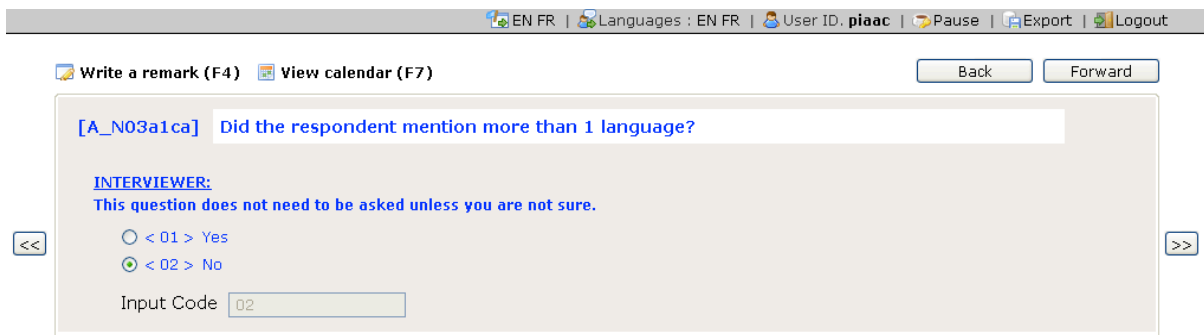 EN FR | Languages : EN FR | User ID. piaac | Pause | Export | Logout
Write a remark (F4) View calendar (F7) Back Forward
[A_N03a1ca] Did the respondent mention more than 1 language?
INTERVIEWER:
This question does not need to be asked unless you are not sure.
< 01 > Yes
<< >>
< 02 > No
Input Code 02